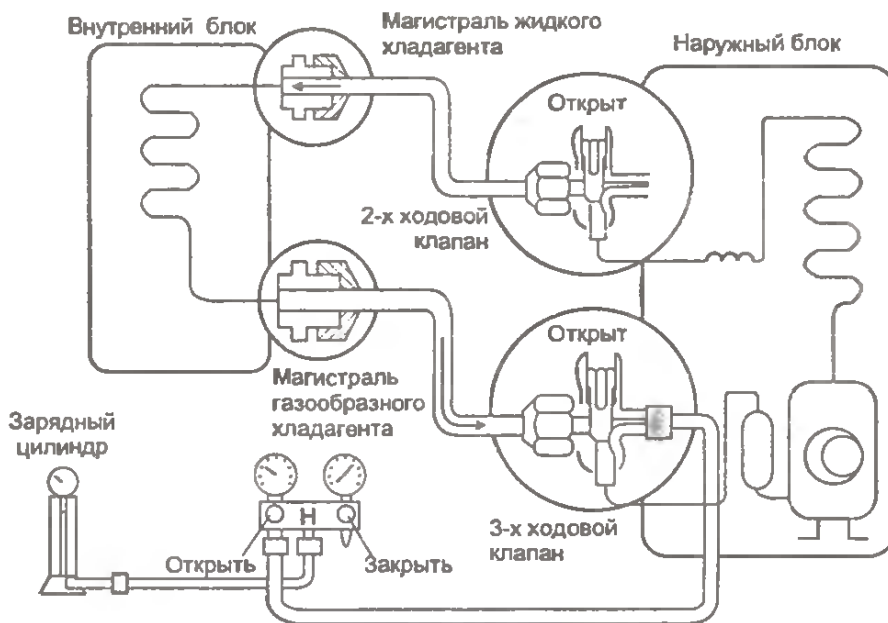 Внутренний блок
Магистраль жидкого
хладагента
Наружный блок
Открыт
2-х ходовой
клапан
Открыт
Магистраль
газообразного
хладагента
Зарядный
цилиндр
Н
Открыть
Закрыть
3-х ходовой
клапан